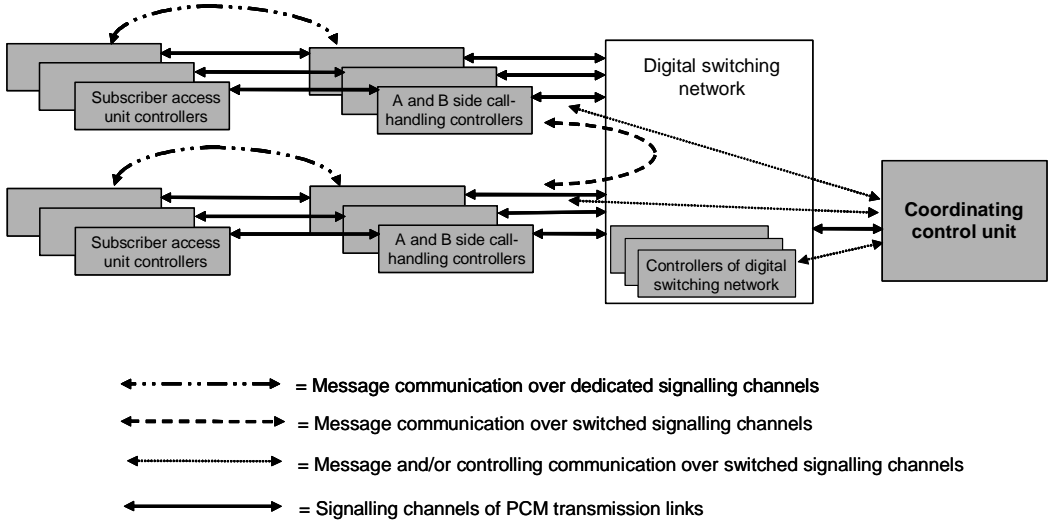 Digital switching
network
Subscriber access
unit controllers
A and B side call-
handling controllers
Coordinating
control unit
Subscriber access
unit controllers
A and B side call-
handling controllers
Controllers of digital
switching network
= Message communication over dedicated signalling channels
= Message communication over switched signalling channels
= Message and/or controlling communication over switched signalling channels
= Signalling channels of PCM transmission links